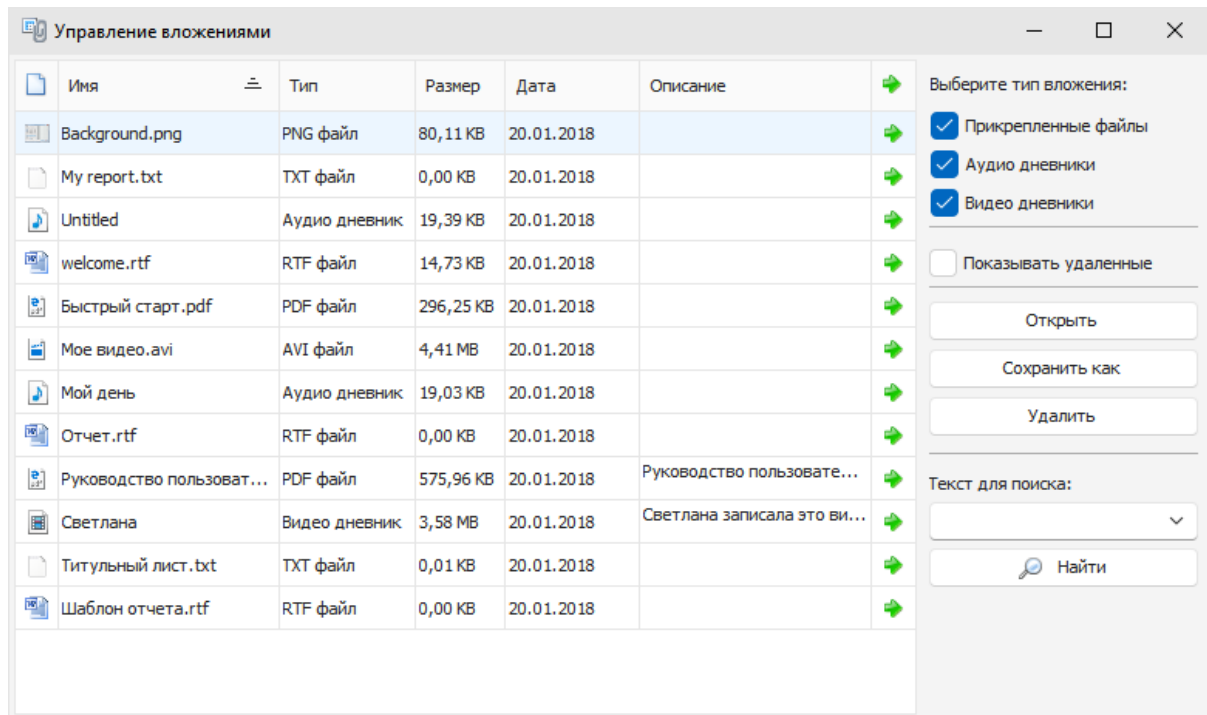 Управление вложениями
Имя Тип Размер Дата Описание
Background.png PNG файл 80,11 KB 20.01.2018
My report.txt TXT файл 0,00 KB 20.01.2018
Untitled Аудио дневник 19,39 KB 20.01.2018
welcome.rtf RTF файл 14,73 KB 20.01.2018
Быстрый старт.pdf PDF файл 296,25 KB 20.01.2018
Мое видео.avi AVI файл 4,41 MB 20.01.2018
Мой день Аудио дневник 19,03 KB 20.01.2018
Отчет.rtf RTF файл 0,00 KB 20.01.2018
Руководство пользоват... PDF файл 575,96 KB 20.01.2018 Руководство пользовате...
Светлана Видео дневник 3,58 MB 20.01.2018 Светлана записала это ви...
Титульный лист.txt TXT файл 0,01 KB 20.01.2018
Шаблон отчета.rtf RTF файл 0,00 KB 20.01.2018
Выберите тип вложения:
Прикрепленные файлы
Аудио дневники
Видео дневники
Показывать удаленные
Открыть
Сохранить как
Удалить
Текст для поиска:
Найти